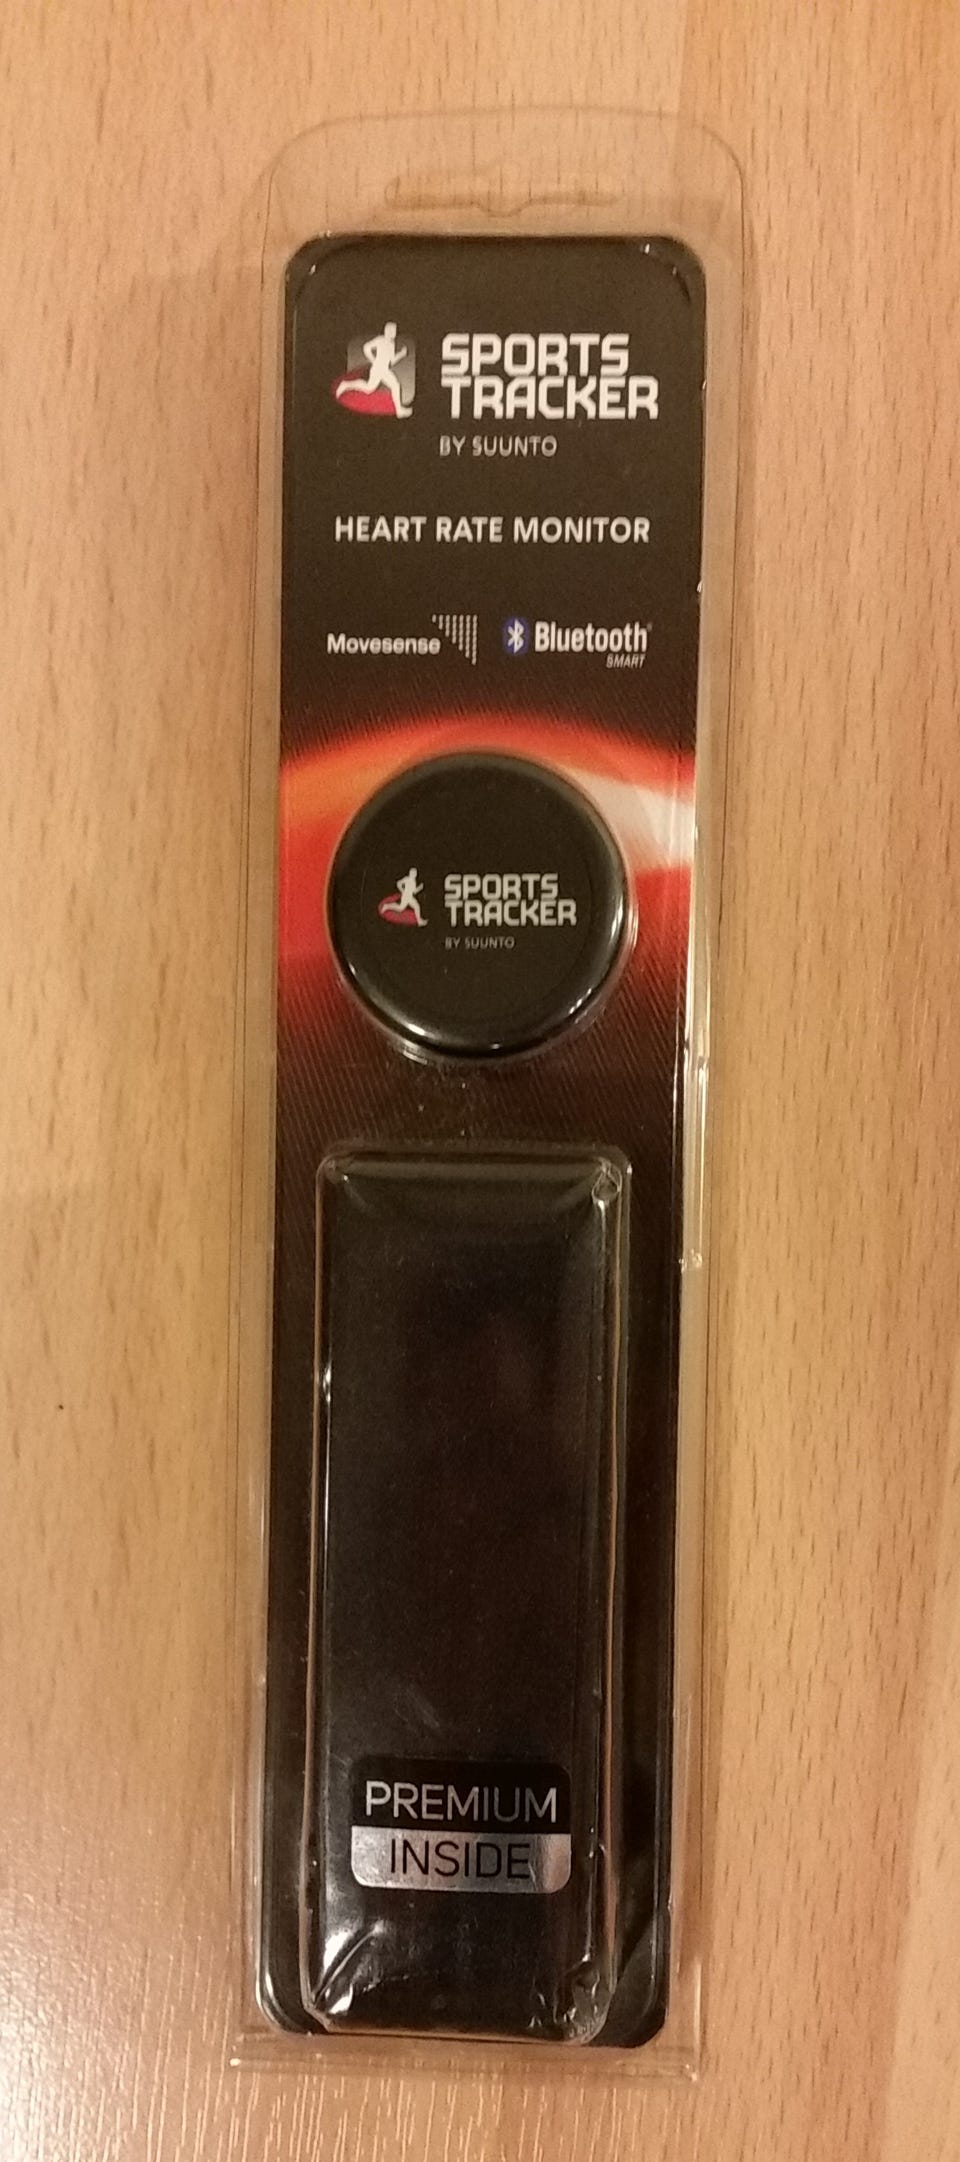 SPORTS
TRACKER
BY SUUNTO
HEART RATE MONITOR
Movesense
Bluetooth®
SMART
SPORTS
TRACKER
BY SUUNTO
PREMIUM
INSIDE